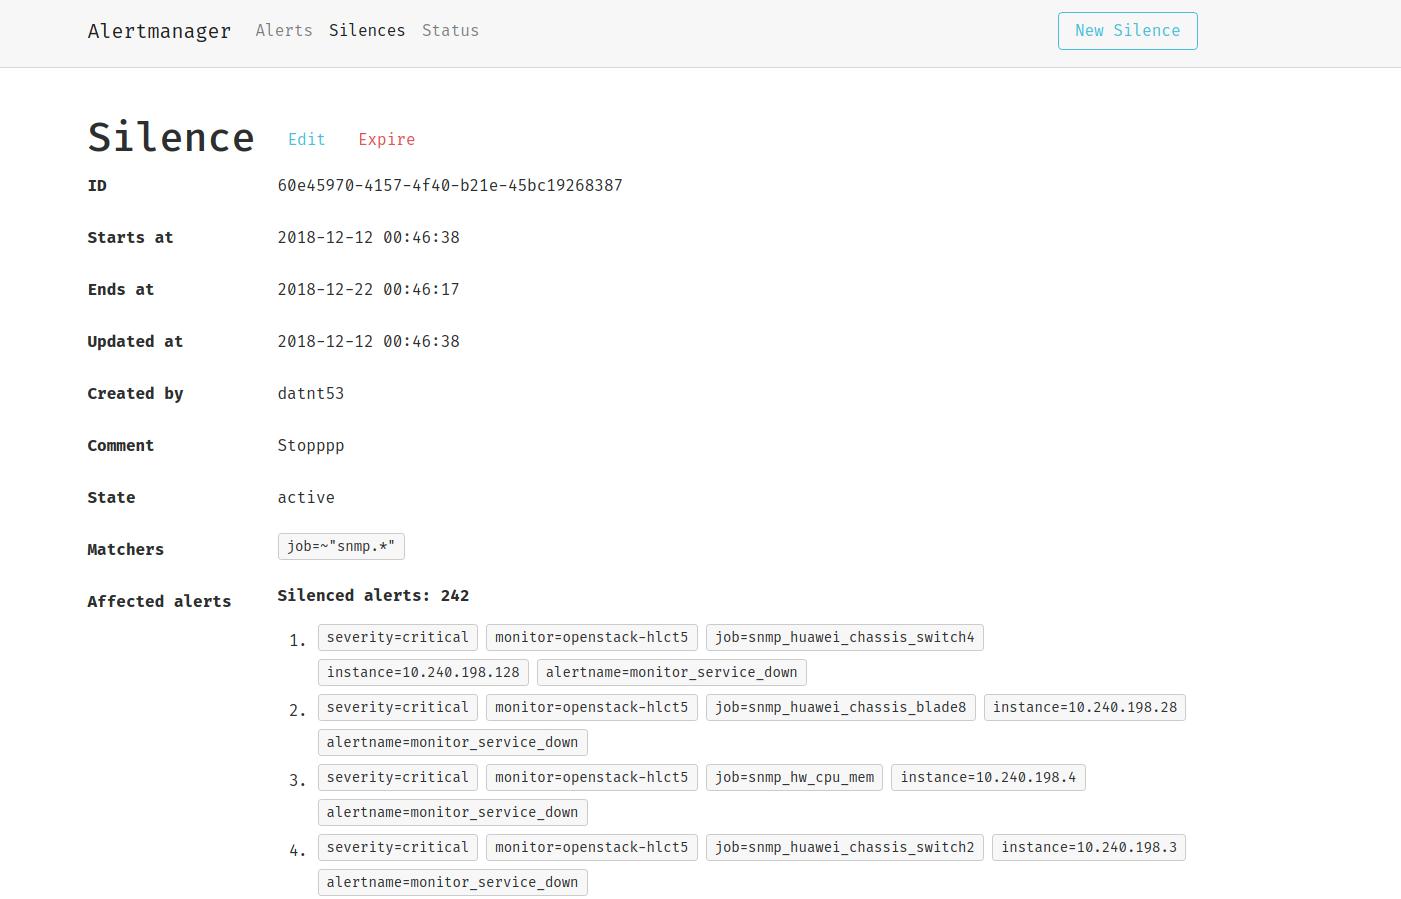 Alertmanager Alerts Silences Status New Silence
Silence Edit Expire
ID 60e45970-4157-4f40-b21e-45bc19268387
Starts at 2018-12-12 00:46:38
Ends at 2018-12-22 00:46:17
Updated at 2018-12-12 00:46:38
Created by datnt53
Comment Stopppp
State active
Matchers job=~"snmp.*"
Affected alerts Silenced alerts: 242
1. severity=critical monitor=openstack-hlct5 job=snmp_huawei_chassis_switch4
instance=10.240.198.128 alertname=monitor_service_down
2. severity=critical monitor=openstack-hlct5 job=snmp_huawei_chassis_blade8 instance=10.240.198.28
alertname=monitor_service_down
3. severity=critical monitor=openstack-hlct5 job=snmp_hw_cpu_mem instance=10.240.198.4
alertname=monitor_service_down
4. severity=critical monitor=openstack-hlct5 job=snmp_huawei_chassis_switch2 instance=10.240.198.3
alertname=monitor_service_down